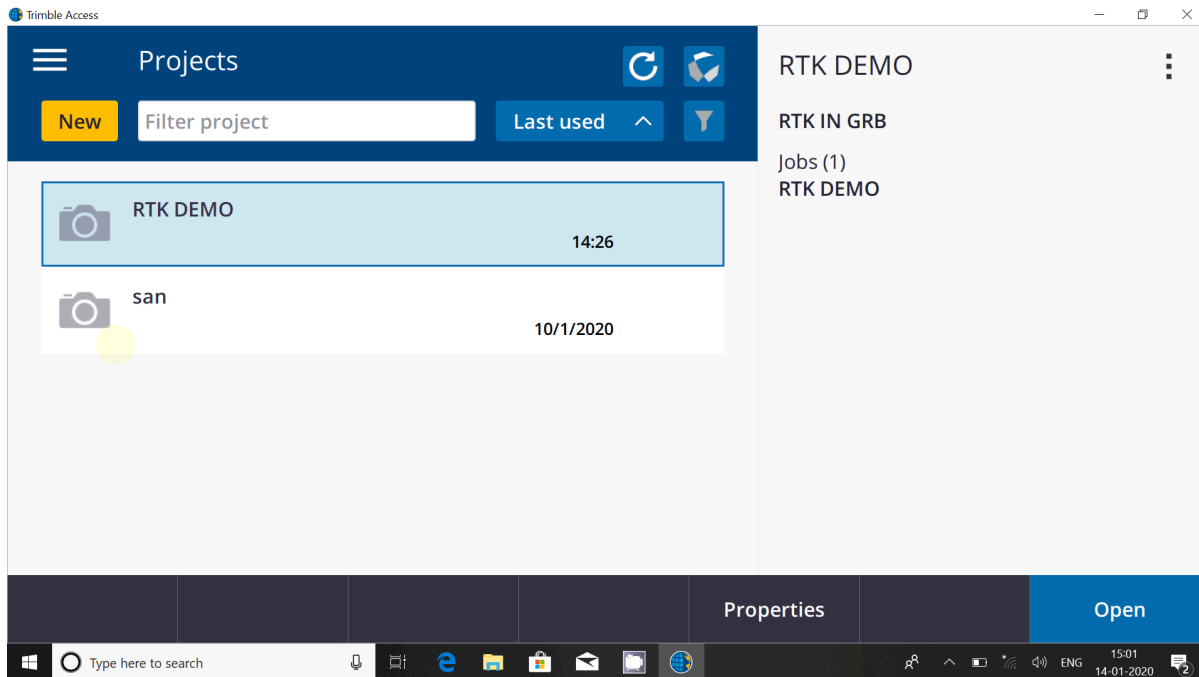 Trimble Access
Projects
New
Filter project
Last used
RTK DEMO
14:26
san
10/1/2020
RTK DEMO
RTK IN GRB
Jobs (1)
RTK DEMO
Properties
Open
Type here to search
ENG
15:01
14-01-2020
2